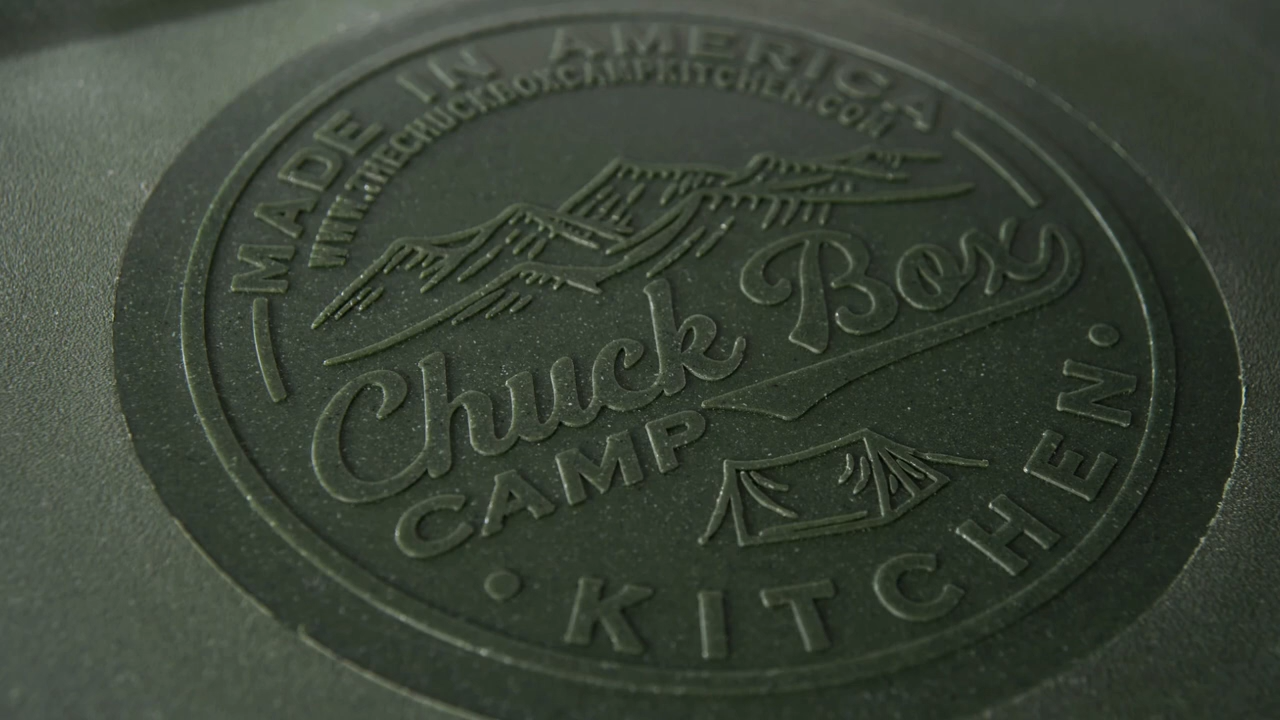 MADE IN AMERICA
WWW.THECHUCKBOXCAMPKITCHEN.COM
Chuck Box
CAMP
• KITCHEN •